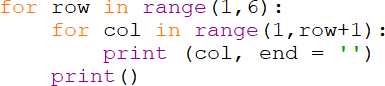 for row in range(1,6):
    for col in range(1,row+1):
        print (col, end = '')
    print()